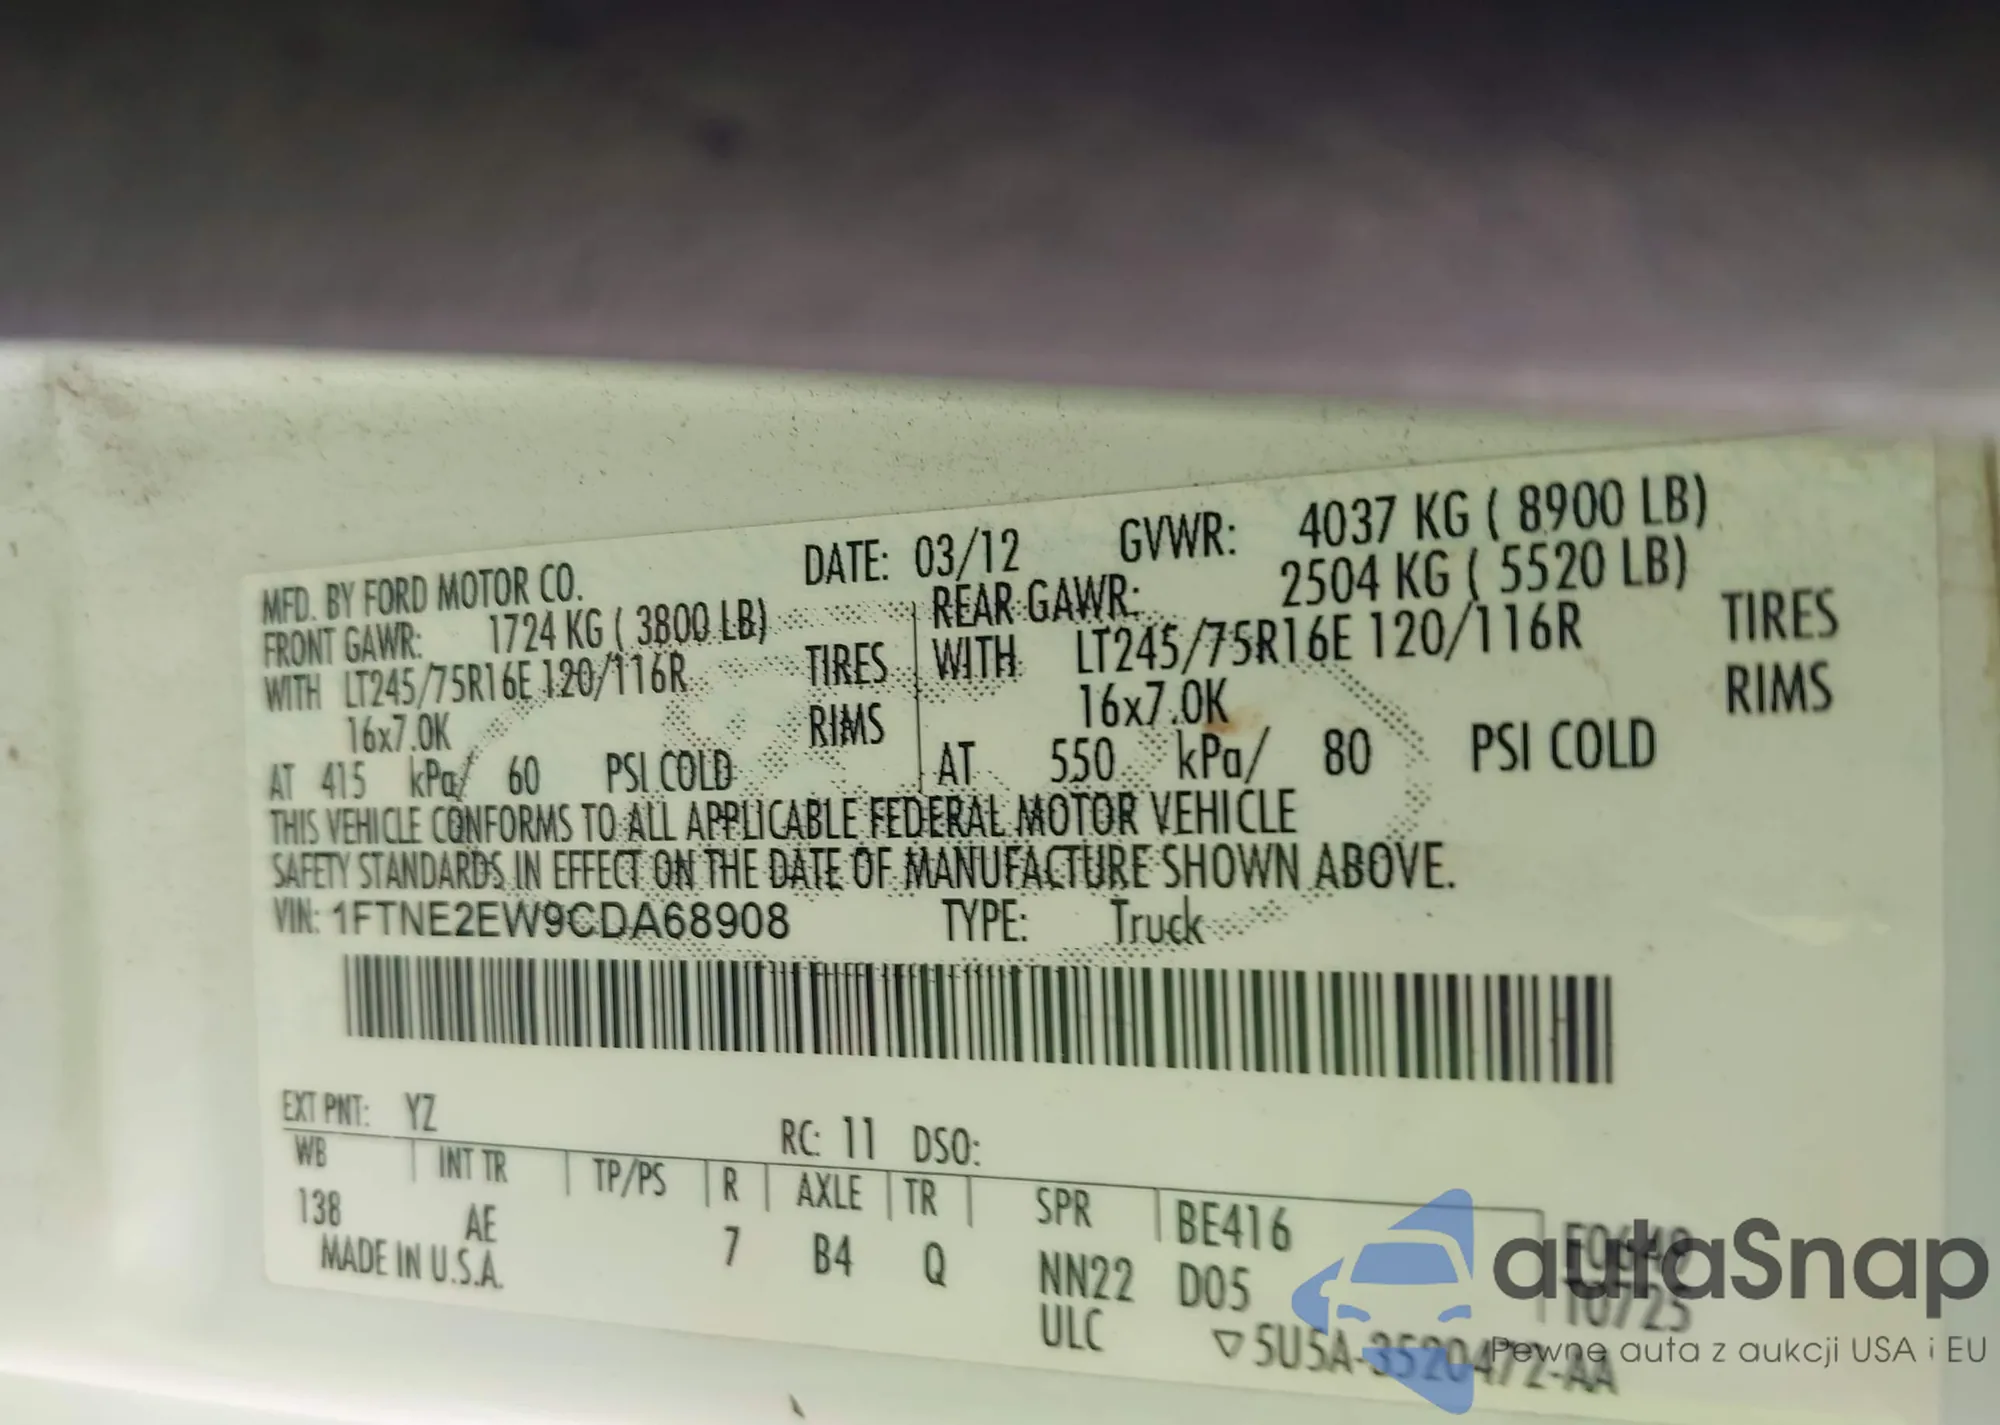 MFD. BY FORD MOTOR CO. DATE: 03/12 GVWR: 4037 KG ( 8900 LB)
FRONT GAWR: 1724 KG ( 3800 LB) REAR GAWR: 2504 KG ( 5520 LB)
WITH LT245/75R16E 120/116R TIRES WITH LT245/75R16E 120/116R TIRES
16x7.0K RIMS 16x7.0K RIMS
AT 415 kPa/ 60 PSI COLD AT 550 kPa/ 80 PSI COLD
THIS VEHICLE CONFORMS TO ALL APPLICABLE FEDERAL MOTOR VEHICLE
SAFETY STANDARDS IN EFFECT ON THE DATE OF MANUFACTURE SHOWN ABOVE.
VIN: 1FTNE2EW9CDA68908 TYPE: Truck
EXT PNT: YZ RC: 11 DSO:
WB INT TR TP/PS R AXLE TR SPR BE416
138 AE 7 B4 Q NN22 D05
MADE IN U.S.A. ULC ▽5U5A-3520472-AA
autaSnap
Pewne auta z aukcji USA i EU